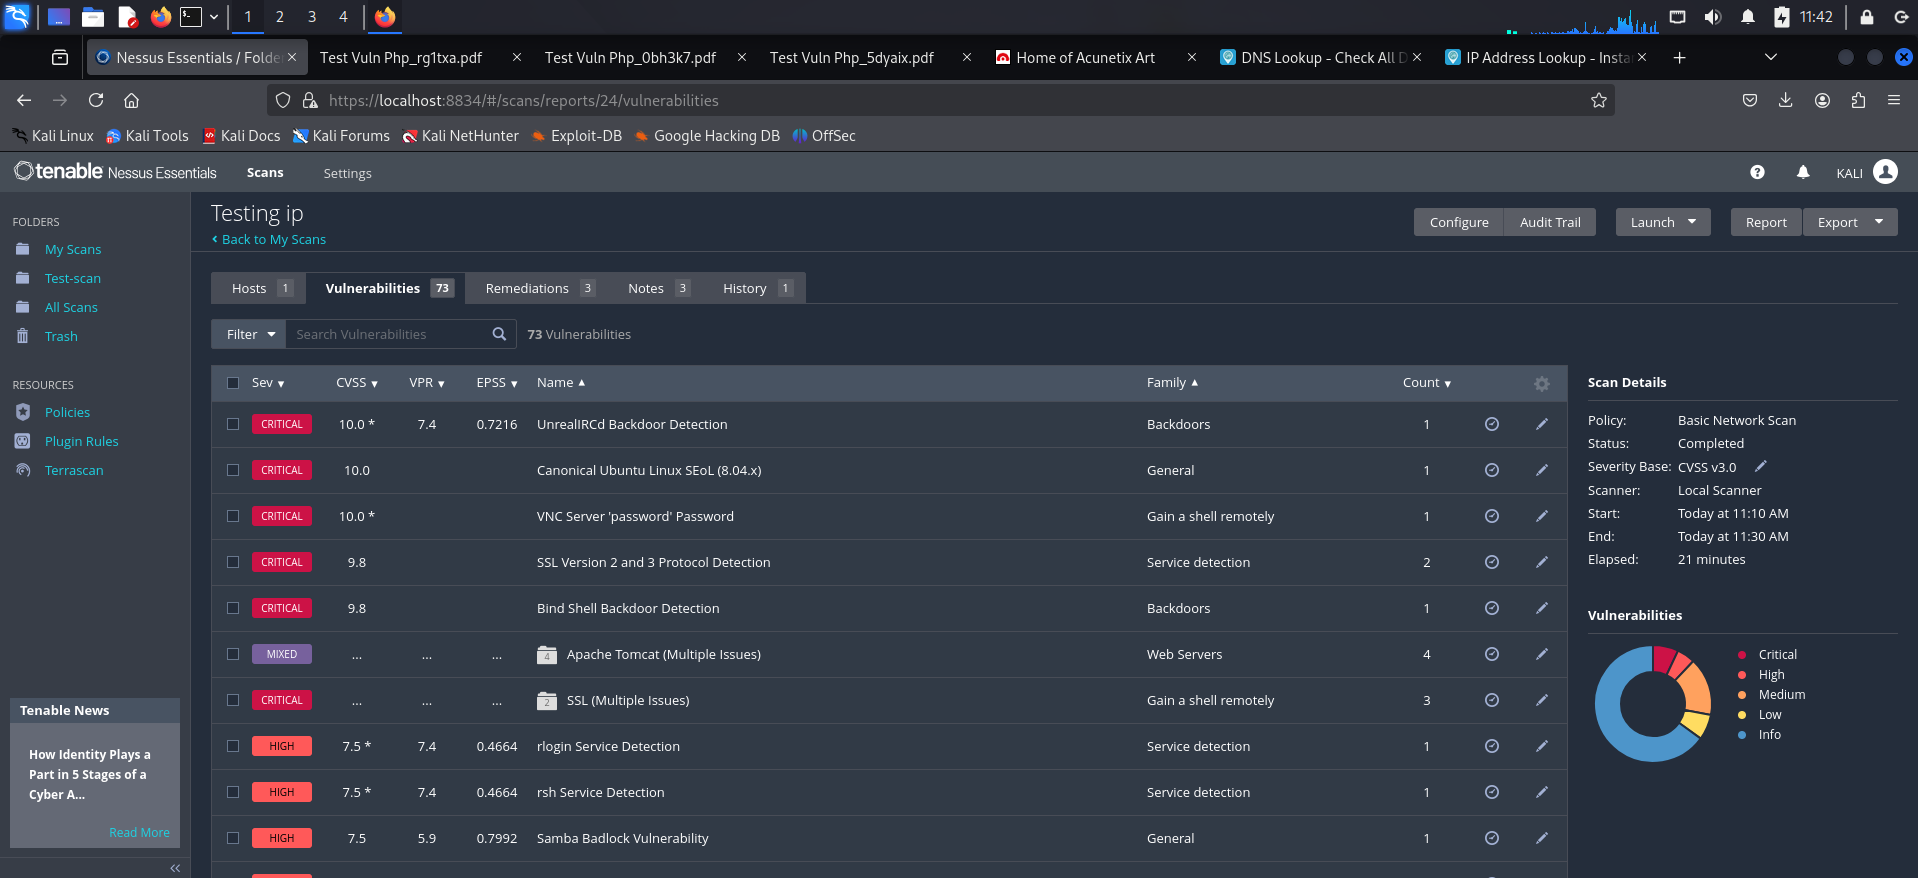 1 2 3 4 11:42
Nessus Essentials / Folde Test Vuln Php_rg1txa.pdf Test Vuln Php_0bh3k7.pdf Test Vuln Php_5dyaix.pdf Home of Acunetix Art DNS Lookup - Check All D IP Address Lookup - Insta
https://localhost:8834/#/scans/reports/24/vulnerabilities
Kali Linux Kali Tools Kali Docs Kali Forums Kali NetHunter Exploit-DB Google Hacking DB OffSec
tenable Nessus Essentials Scans Settings KALI
FOLDERS
My Scans
Test-scan
All Scans
Trash
RESOURCES
Policies
Plugin Rules
Terrascan
Tenable News
How Identity Plays a
Part in 5 Stages of a
Cyber A...
Read More
Testing ip
Back to My Scans
Configure Audit Trail Launch Report Export
Hosts 1 Vulnerabilities 73 Remediations 3 Notes 3 History 1
Filter Search Vulnerabilities 73 Vulnerabilities
Sev CVSS VPR EPSS Name Family Count
CRITICAL 10.0 * 7.4 0.7216 UnrealIRCd Backdoor Detection Backdoors 1
CRITICAL 10.0 Canonical Ubuntu Linux SEoL (8.04.x) General 1
CRITICAL 10.0 * VNC Server 'password' Password Gain a shell remotely 1
CRITICAL 9.8 SSL Version 2 and 3 Protocol Detection Service detection 2
CRITICAL 9.8 Bind Shell Backdoor Detection Backdoors 1
MIXED ... ... ... 4 Apache Tomcat (Multiple Issues) Web Servers 4
CRITICAL ... ... ... 2 SSL (Multiple Issues) Gain a shell remotely 3
HIGH 7.5 * 7.4 0.4664 rlogin Service Detection Service detection 1
HIGH 7.5 * 7.4 0.4664 rsh Service Detection Service detection 1
HIGH 7.5 5.9 0.7992 Samba Badlock Vulnerability General 1
Scan Details
Policy: Basic Network Scan
Status: Completed
Severity Base: CVSS v3.0
Scanner: Local Scanner
Start: Today at 11:10 AM
End: Today at 11:30 AM
Elapsed: 21 minutes
Vulnerabilities
Critical
High
Medium
Low
Info